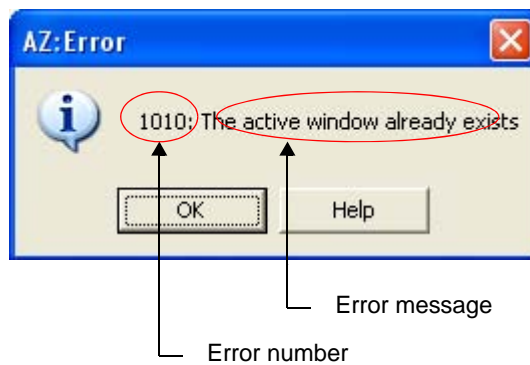 AZ:Error
1010: The active window already exists
OK Help
Error message
Error number